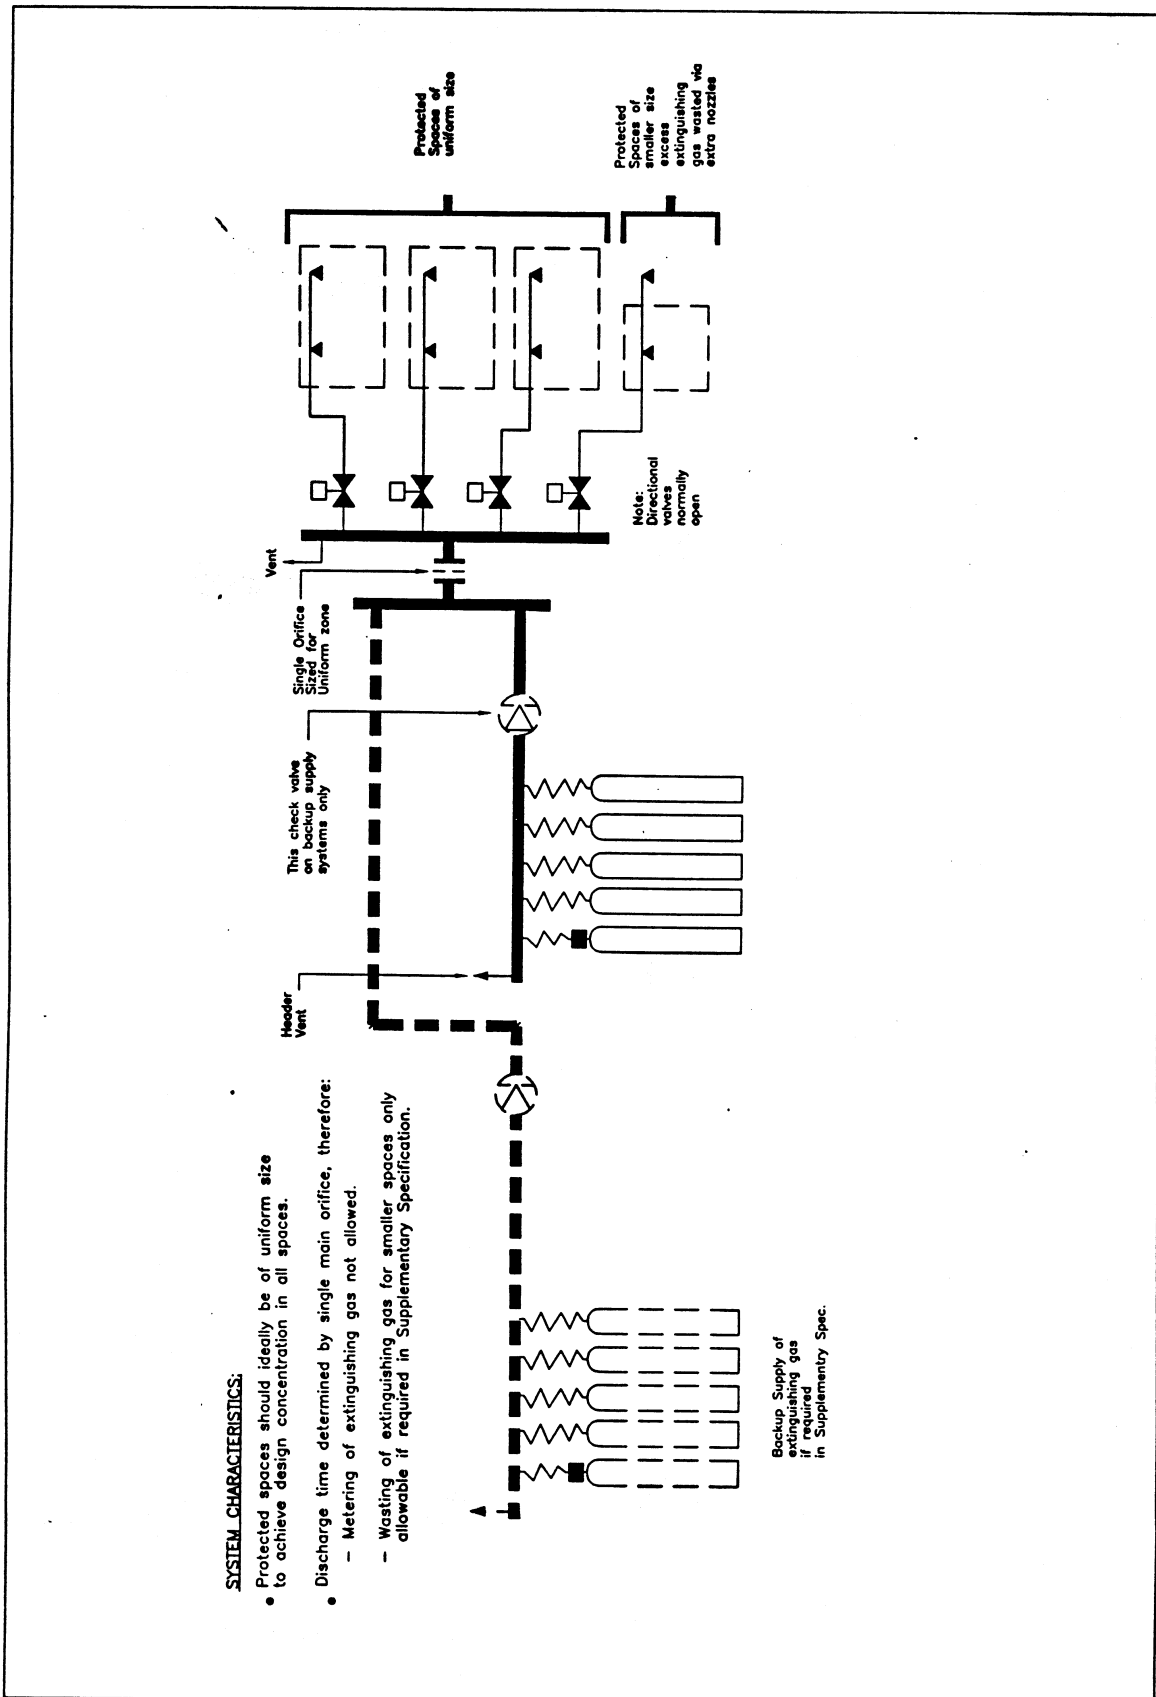 SYSTEM CHARACTERISTICS:
• Protected spaces should ideally be of uniform size
to achieve design concentration in all spaces.
• Discharge time determined by single main orifice, therefore:
– Metering of extinguishing gas not allowed.
– Wasting of extinguishing gas for smaller spaces only
allowable if required in Supplementary Specification.
Header
Vent
This check valve
on backup supply
systems only
Single Orifice
Sized for
Uniform zone
Vent
Protected
Spaces of
uniform size
Protected
Spaces of
smaller size
excess
extinguishing
gas wasted via
extra nozzles
Note:
Directional
valves
normally
open
Backup Supply of
extinguishing gas
if required
in Supplementry Spec.